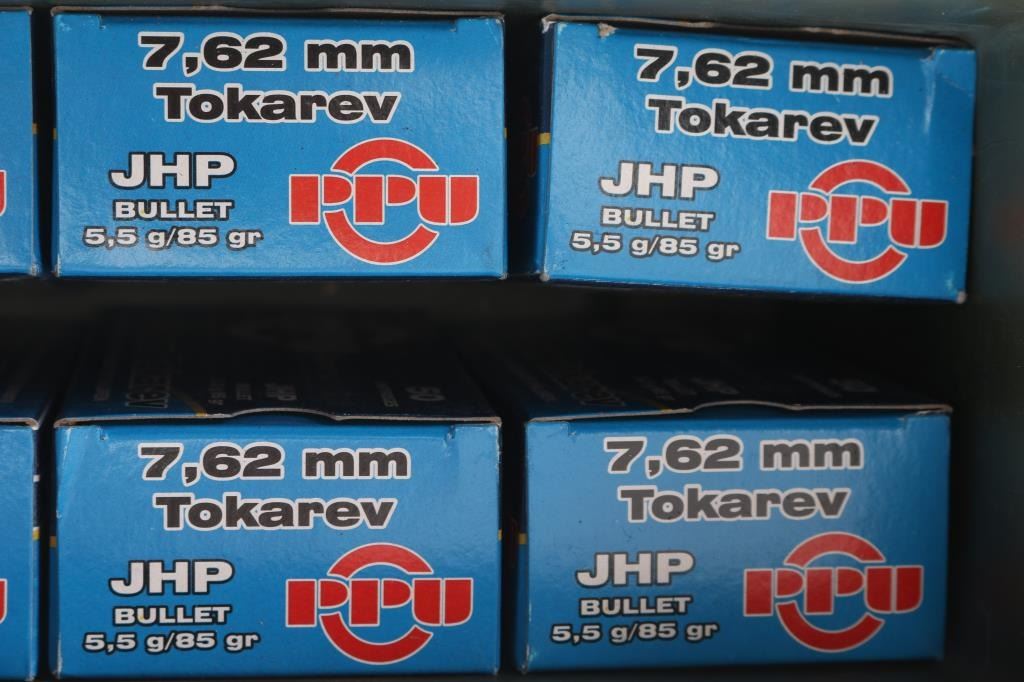 7,62 mm
Tokarev
JHP
BULLET
5,5 g/85 gr
PPU
7,62 mm
Tokarev
JHP
BULLET
5,5 g/85 gr
PPU
7,62 mm
Tokarev
JHP
BULLET
5,5 g/85 gr
PPU
7,62 mm
Tokarev
JHP
BULLET
5,5 g/85 gr
PPU